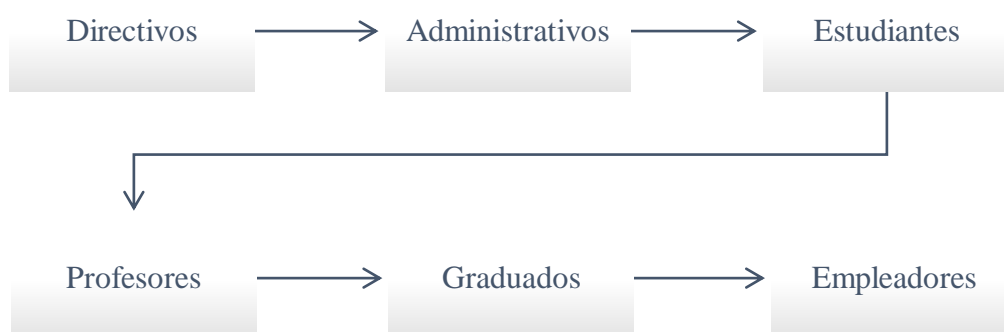 Directivos
Administrativos
Estudiantes
Profesores
Graduados
Empleadores